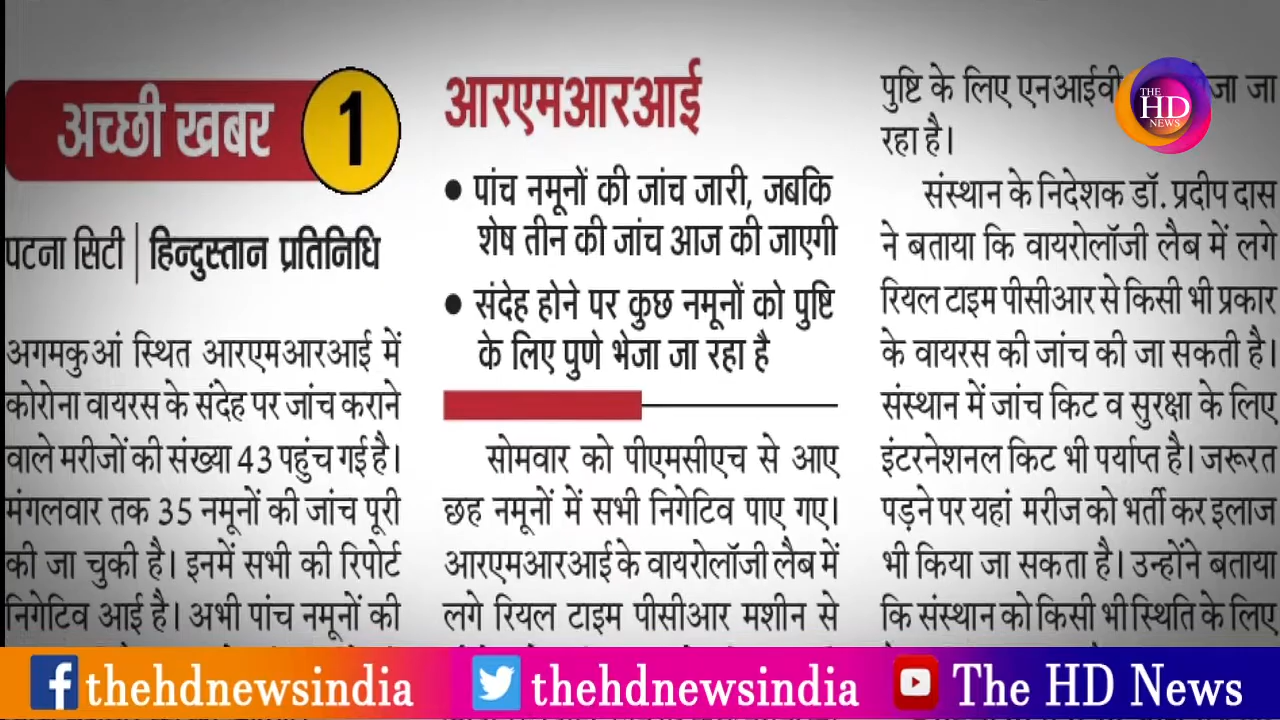 अच्छी खबर
1
पटना सिटी | हिन्दुस्तान प्रतिनिधि
अगमकुआं स्थित आरएमआरआई में
कोरोना वायरस के संदेह पर जांच कराने
वाले मरीजों की संख्या 43 पहुंच गई है।
मंगलवार तक 35 नमूनों की जांच पूरी
की जा चुकी है। इनमें सभी की रिपोर्ट
निगेटिव आई है। अभी पांच नमूनों की
आरएमआरआई
• पांच नमूनों की जांच जारी, जबकि
शेष तीन की जांच आज की जाएगी
• संदेह होने पर कुछ नमूनों को पुष्टि
के लिए पुणे भेजा जा रहा है
सोमवार को पीएमसीएच से आए
छह नमूनों में सभी निगेटिव पाए गए।
आरएमआरआई के वायरोलॉजी लैब में
लगे रियल टाइम पीसीआर मशीन से
पुष्टि के लिए एनआईवी जा
रहा है।
संस्थान के निदेशक डॉ. प्रदीप दास
ने बताया कि वायरोलॉजी लैब में लगे
रियल टाइम पीसीआर से किसी भी प्रकार
के वायरस की जांच की जा सकती है।
संस्थान में जांच किट व सुरक्षा के लिए
इंटरनेशनल किट भी पर्याप्त है। जरूरत
पड़ने पर यहां मरीज को भर्ती कर इलाज
भी किया जा सकता है। उन्होंने बताया
कि संस्थान को किसी भी स्थिति के लिए
THE
HD
NEWS
thehdnewsindia
thehdnewsindia
The HD News